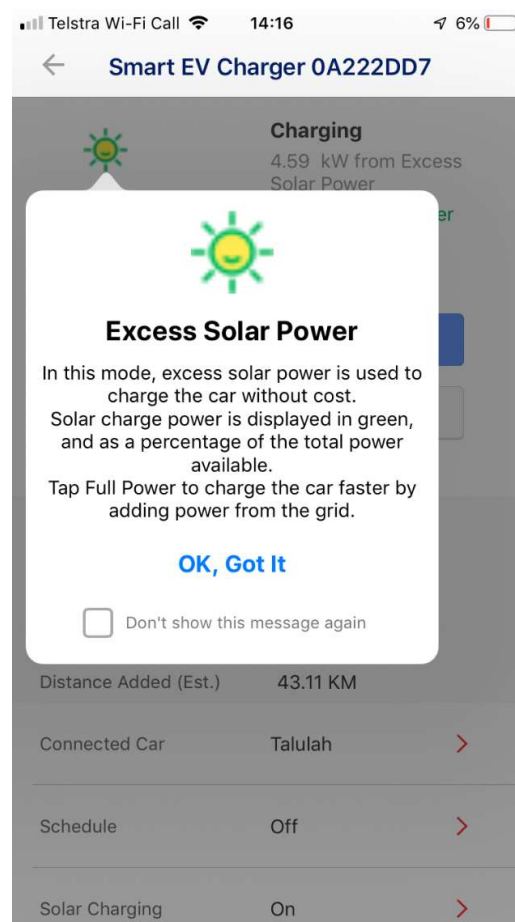 Telstra Wi-Fi Call 14:16 6%
Smart EV Charger 0A222DD7
Charging
4.59 kW from Excess
Solar Power
er
Excess Solar Power
In this mode, excess solar power is used to
charge the car without cost.
Solar charge power is displayed in green,
and as a percentage of the total power
available.
Tap Full Power to charge the car faster by
adding power from the grid.
OK, Got It
Don't show this message again
Distance Added (Est.) 43.11 KM
Connected Car Talulah
Schedule Off
Solar Charging On